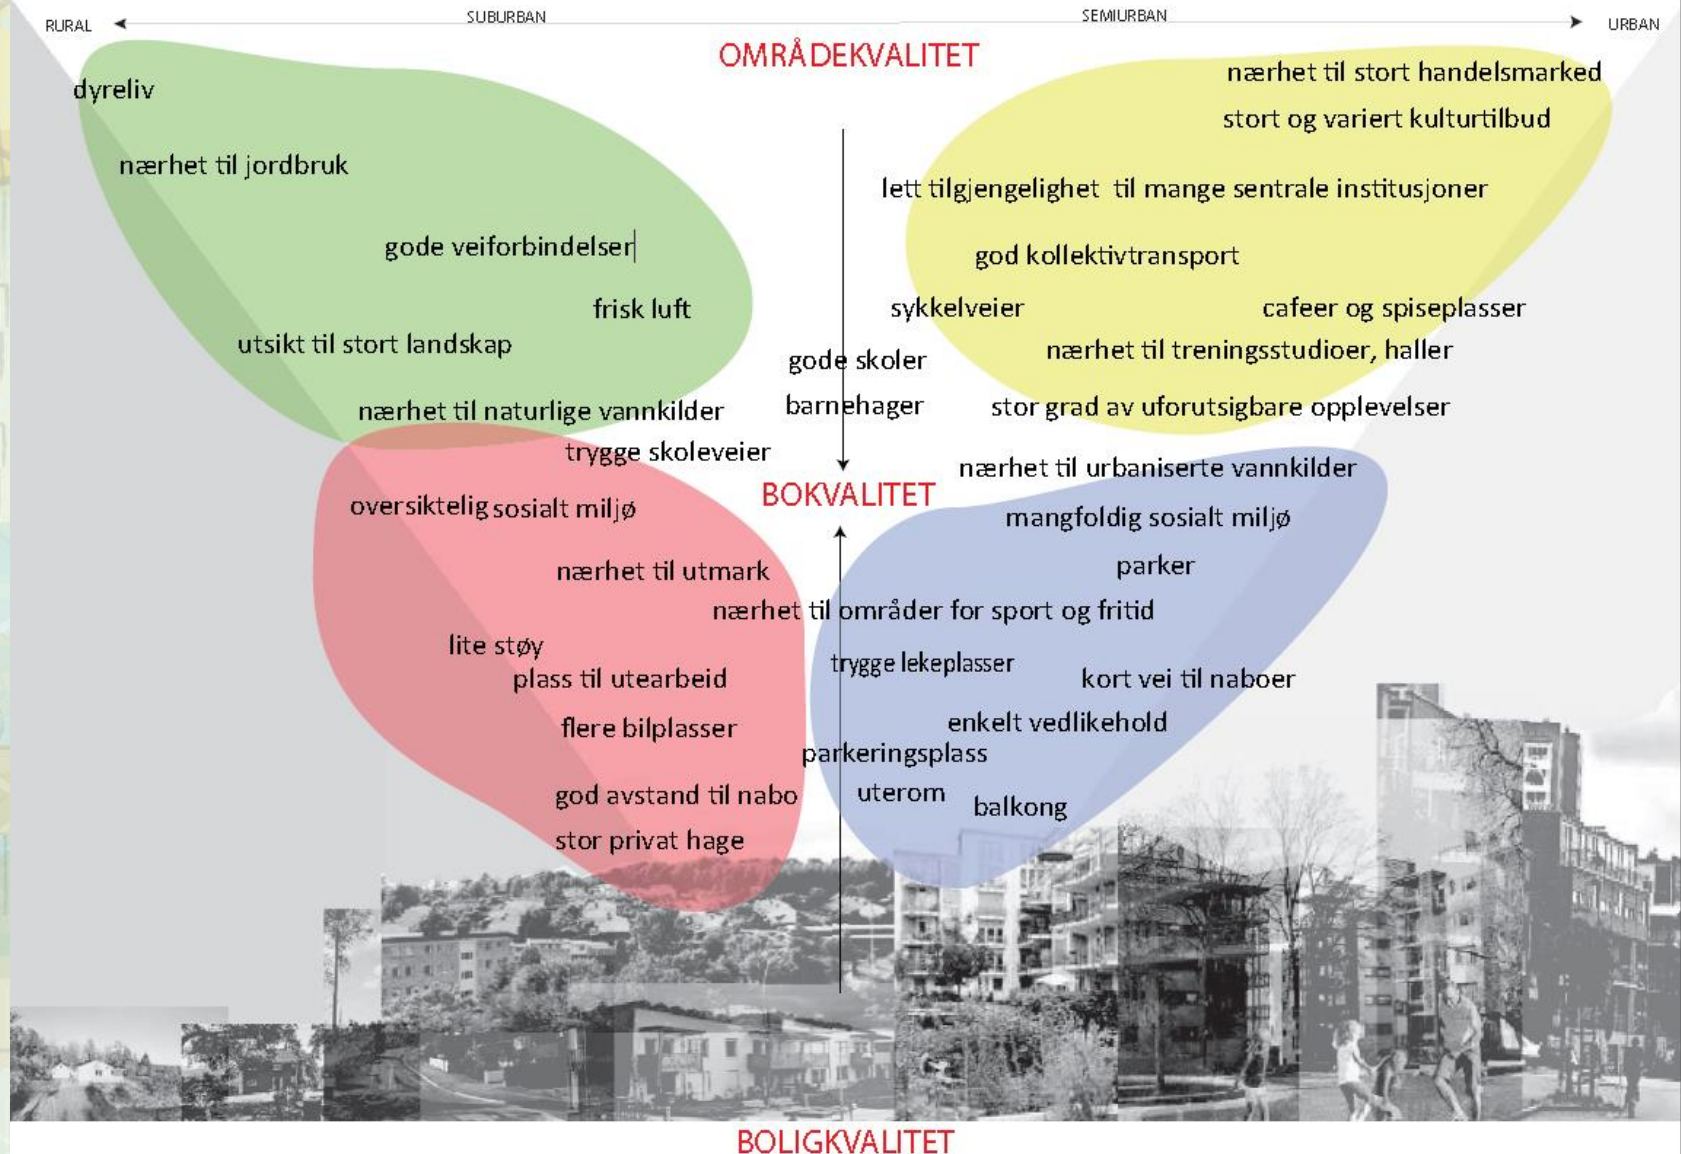 RURAL
SUBURBAN
SEMIURBAN
URBAN
OMRÅDEKVALITET
dyreliv
nærhet til jordbruk
gode veiforbindelser
frisk luft
utsikt til stort landskap
nærhet til naturlige vannkilder
nærhet til stort handelsmarked
stort og variert kulturtilbud
lett tilgjengelighet til mange sentrale institusjoner
god kollektivtransport
sykkelveier
cafeer og spiseplasser
nærhet til treningsstudioer, haller
stor grad av uforutsigbare opplevelser
gode skoler
barnehager
trygge skoleveier
BOKVALITET
oversiktelig sosialt miljø
nærhet til utmark
nærhet til områder for sport og fritid
lite støy
plass til utearbeid
flere bilplasser
god avstand til nabo
stor privat hage
nærhet til urbaniserte vannkilder
mangfoldig sosialt miljø
parker
trygge lekeplasser
kort vei til naboer
enkelt vedlikehold
parkeringsplass
uterom
balkong
BOLIGKVALITET